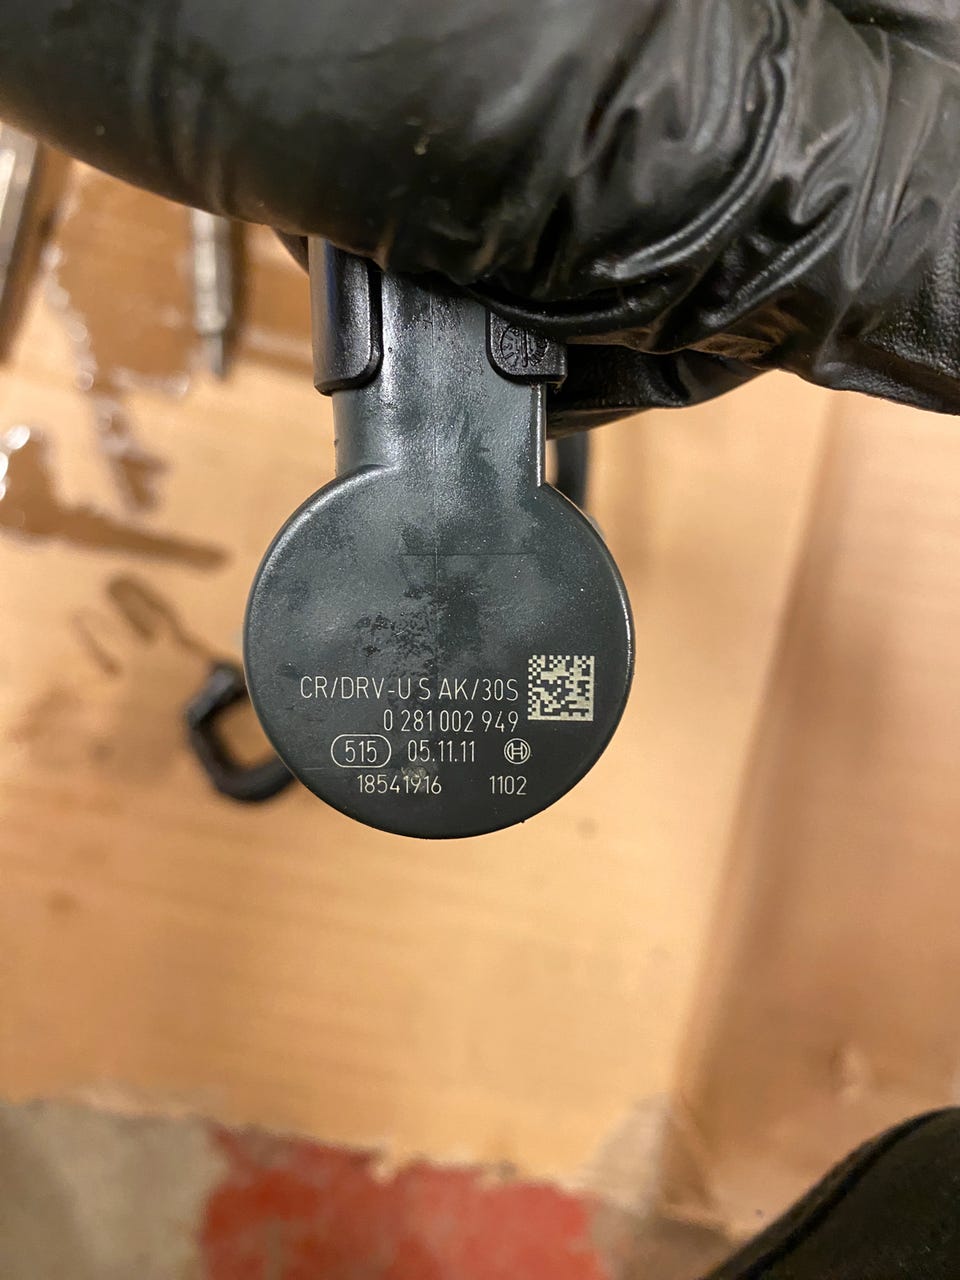 CR/DRV-U S AK/30S
0 281 002 949
515 05.11.11
18541916 1102